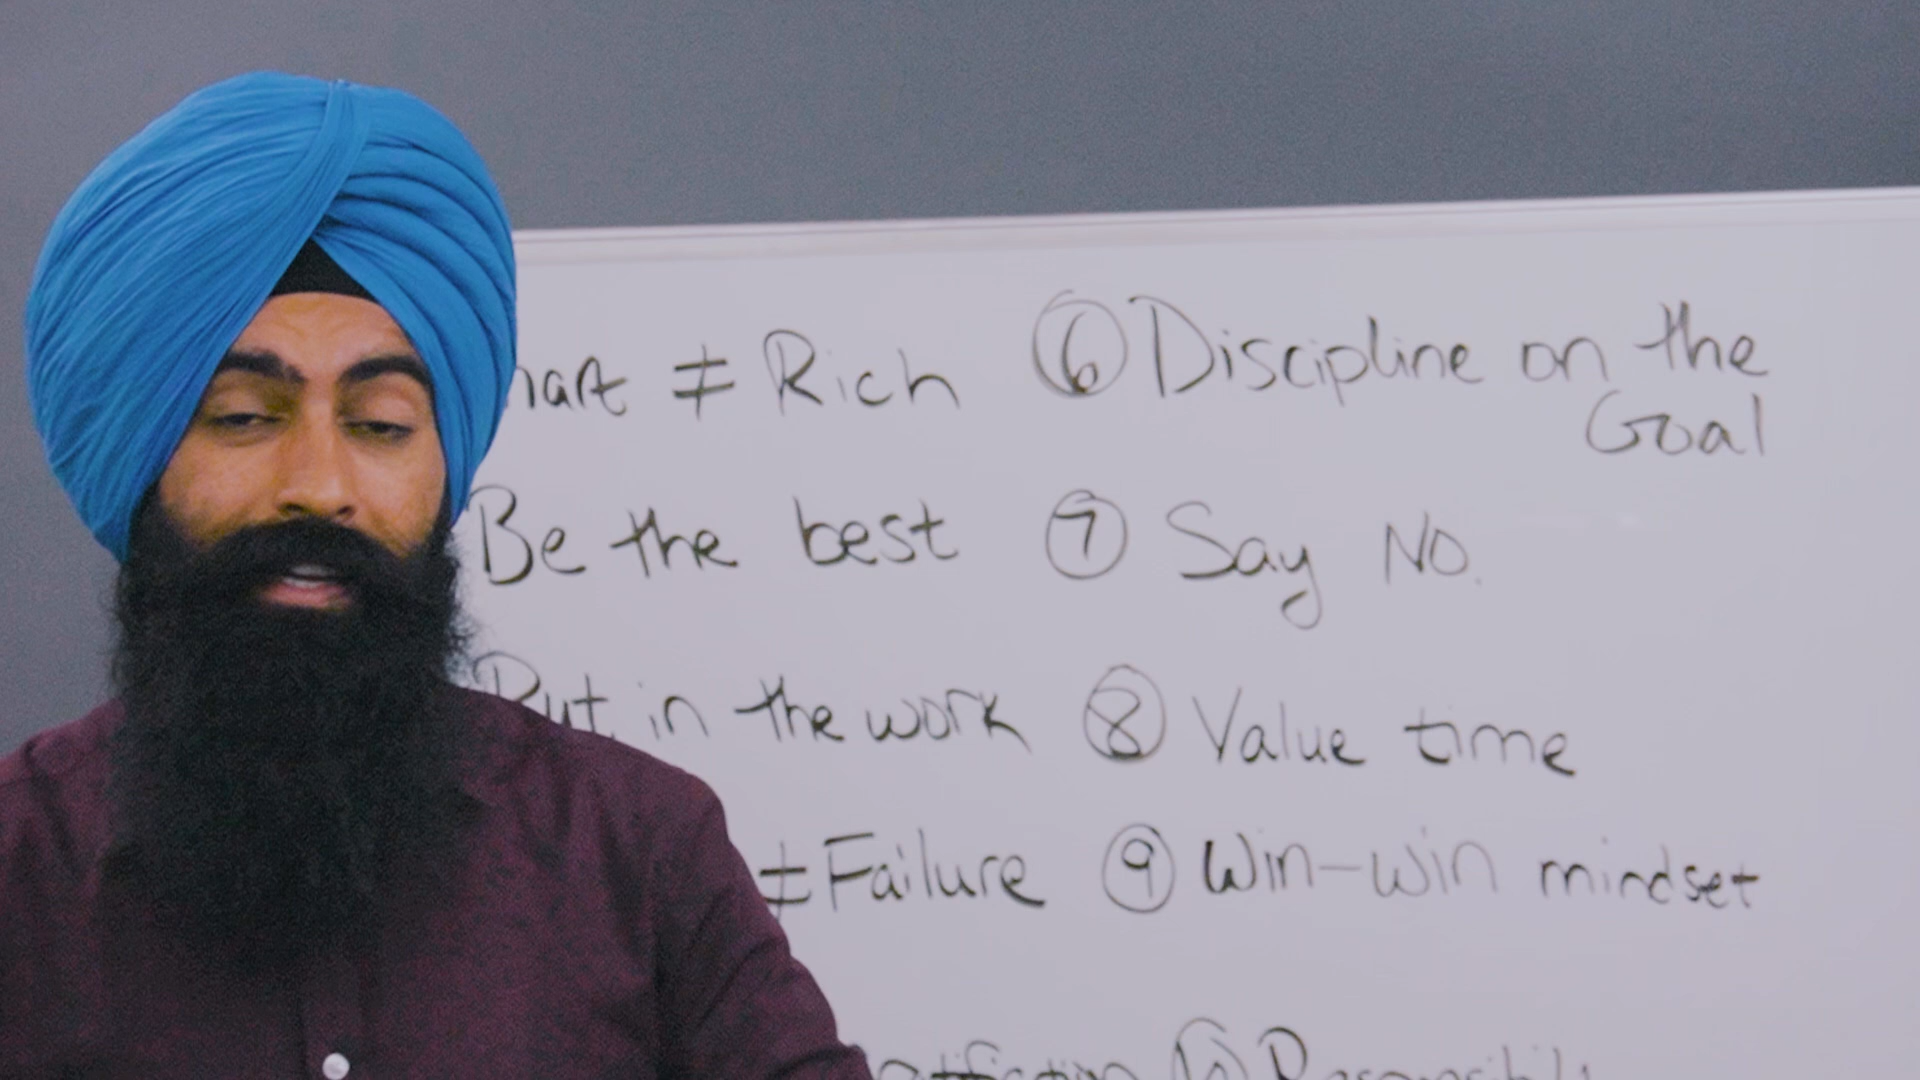 ≠ Rich
Be the best
Put in the work
≠ Failure
⑥ Discipline on the
Goal
⑦ Say No.
⑧ Value time
⑨ Win-win mindset